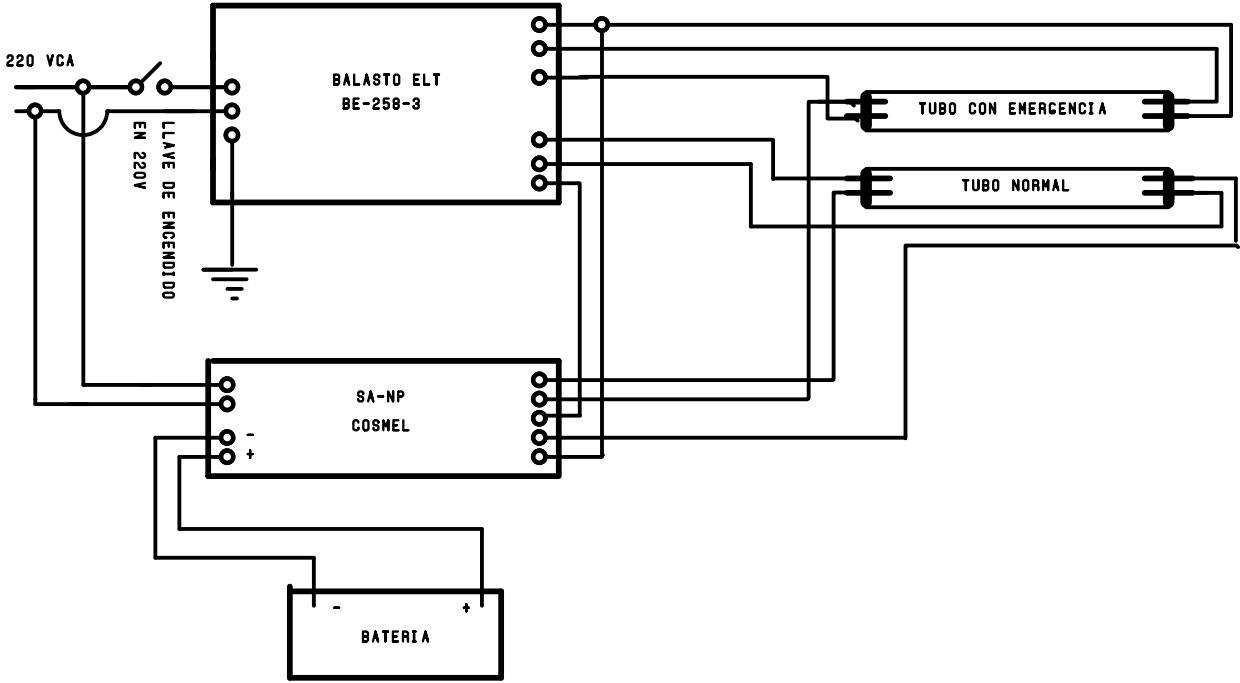 220 VCA
LLAVE DE ENCENDIDO
EN 220V
BALASTO ELT
BE-258-3
TUBO CON EMERGENCIA
TUBO NORMAL
SA-NP
COSMEL
-
+
- +
BATERIA